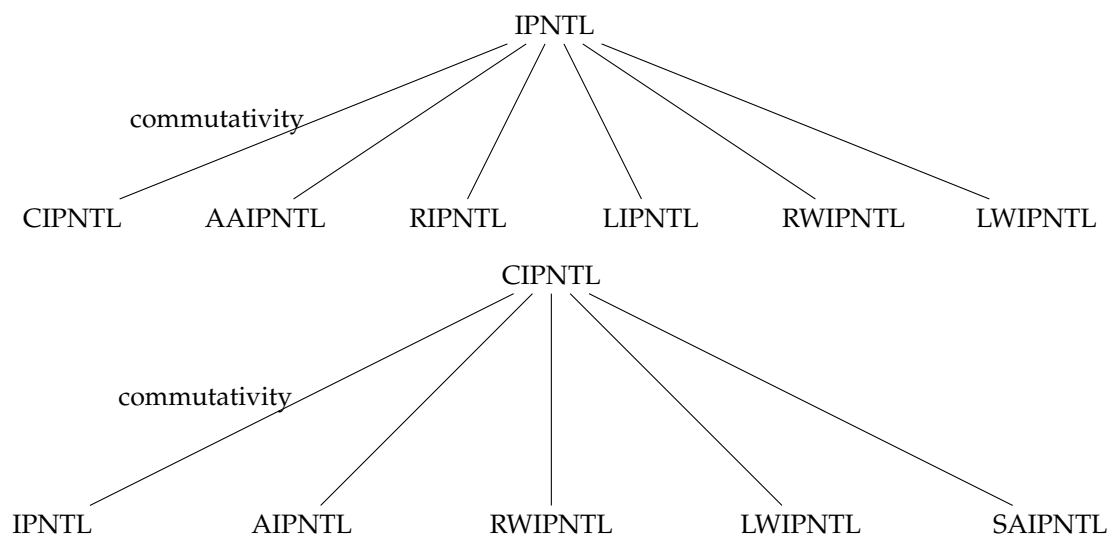 IPNTL
commutativity
CIPNTL AAIPNTL RIPNTL LIPNTL RWIPNTL LWIPNTL
CIPNTL
commutativity
IPNTL AIPNTL RWIPNTL LWIPNTL SAIPNTL